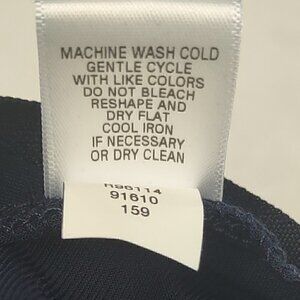 MACHINE WASH COLD
GENTLE CYCLE
WITH LIKE COLORS
DO NOT BLEACH
RESHAPE AND
DRY FLAT
COOL IRON
IF NECESSARY
OR DRY CLEAN
91610
159